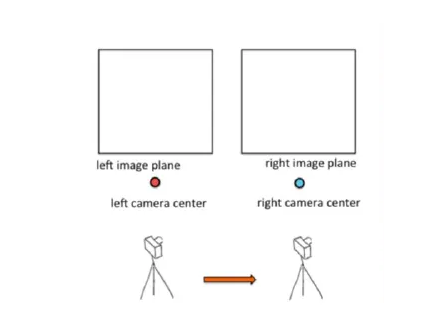 left image plane
right image plane
left camera center
right camera center